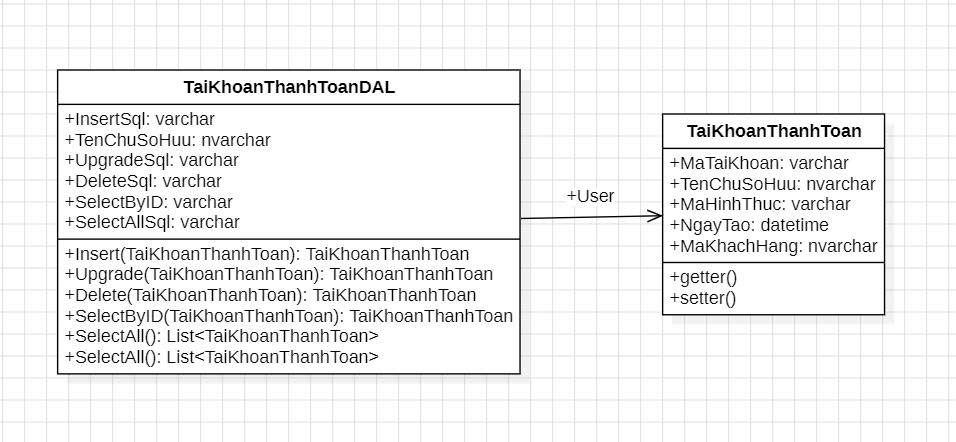 TaiKhoanThanhToanDAL
+InsertSql: varchar
+TenChuSoHuu: nvarchar
+UpgradeSql: varchar
+DeleteSql: varchar
+SelectByID: varchar
+SelectAllSql: varchar
+Insert(TaiKhoanThanhToan): TaiKhoanThanhToan
+Upgrade(TaiKhoanThanhToan): TaiKhoanThanhToan
+Delete(TaiKhoanThanhToan): TaiKhoanThanhToan
+SelectByID(TaiKhoanThanhToan): TaiKhoanThanhToan
+SelectAll(): List<TaiKhoanThanhToan>
+SelectAll(): List<TaiKhoanThanhToan>
+User
TaiKhoanThanhToan
+MaTaiKhoan: varchar
+TenChuSoHuu: nvarchar
+MaHinhThuc: varchar
+NgayTao: datetime
+MaKhachHang: nvarchar
+getter()
+setter()